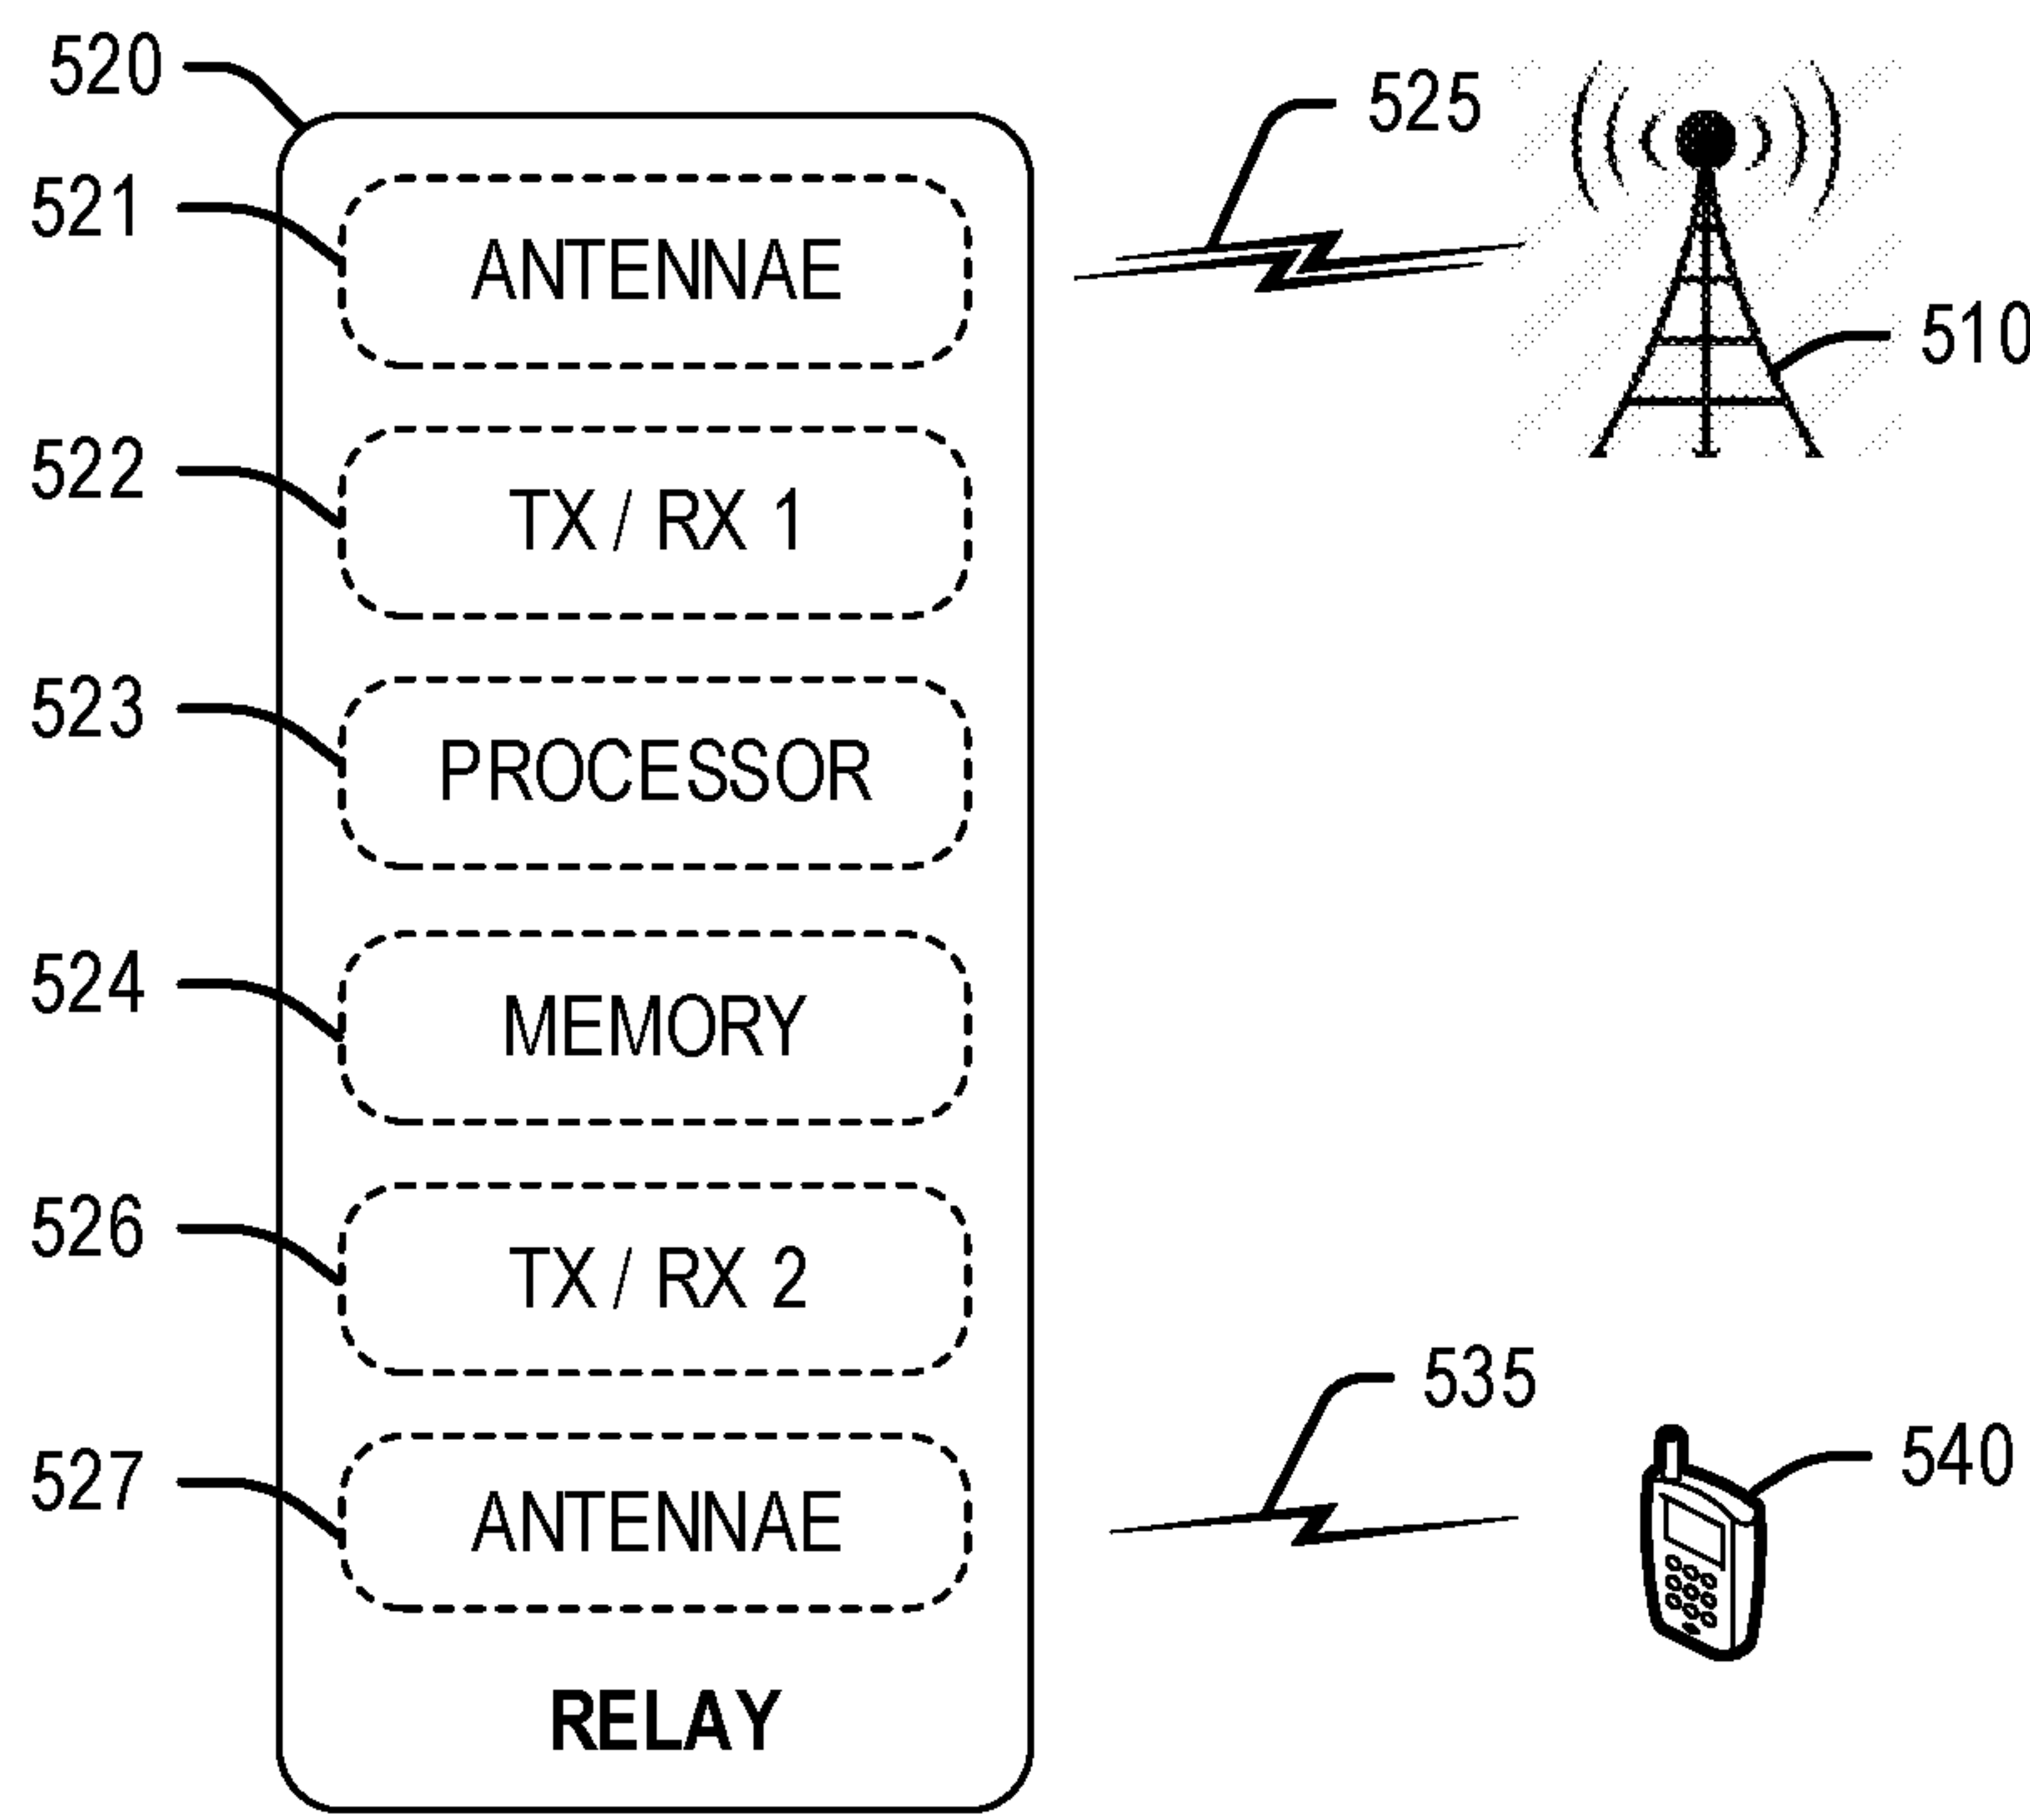 520
525
521
ANTENNAE
510
522
TX / RX 1
523
PROCESSOR
524
MEMORY
526
TX / RX 2
535
527
ANTENNAE
540
RELAY